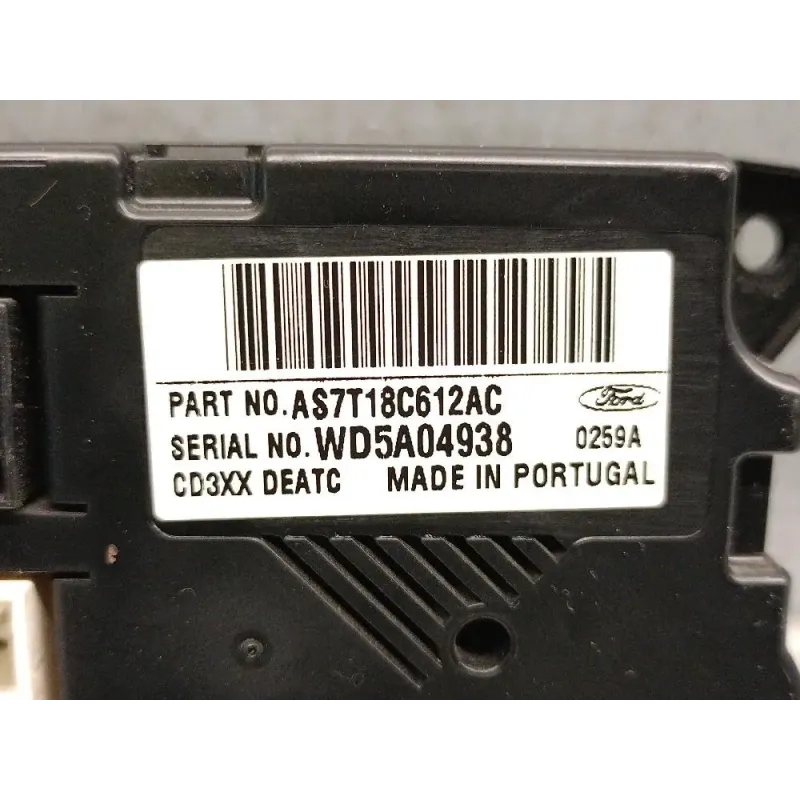 PART NO. AS7T18C612AC
Ford
SERIAL NO. WD5A04938 0259A
CD3XX DEATC MADE IN PORTUGAL